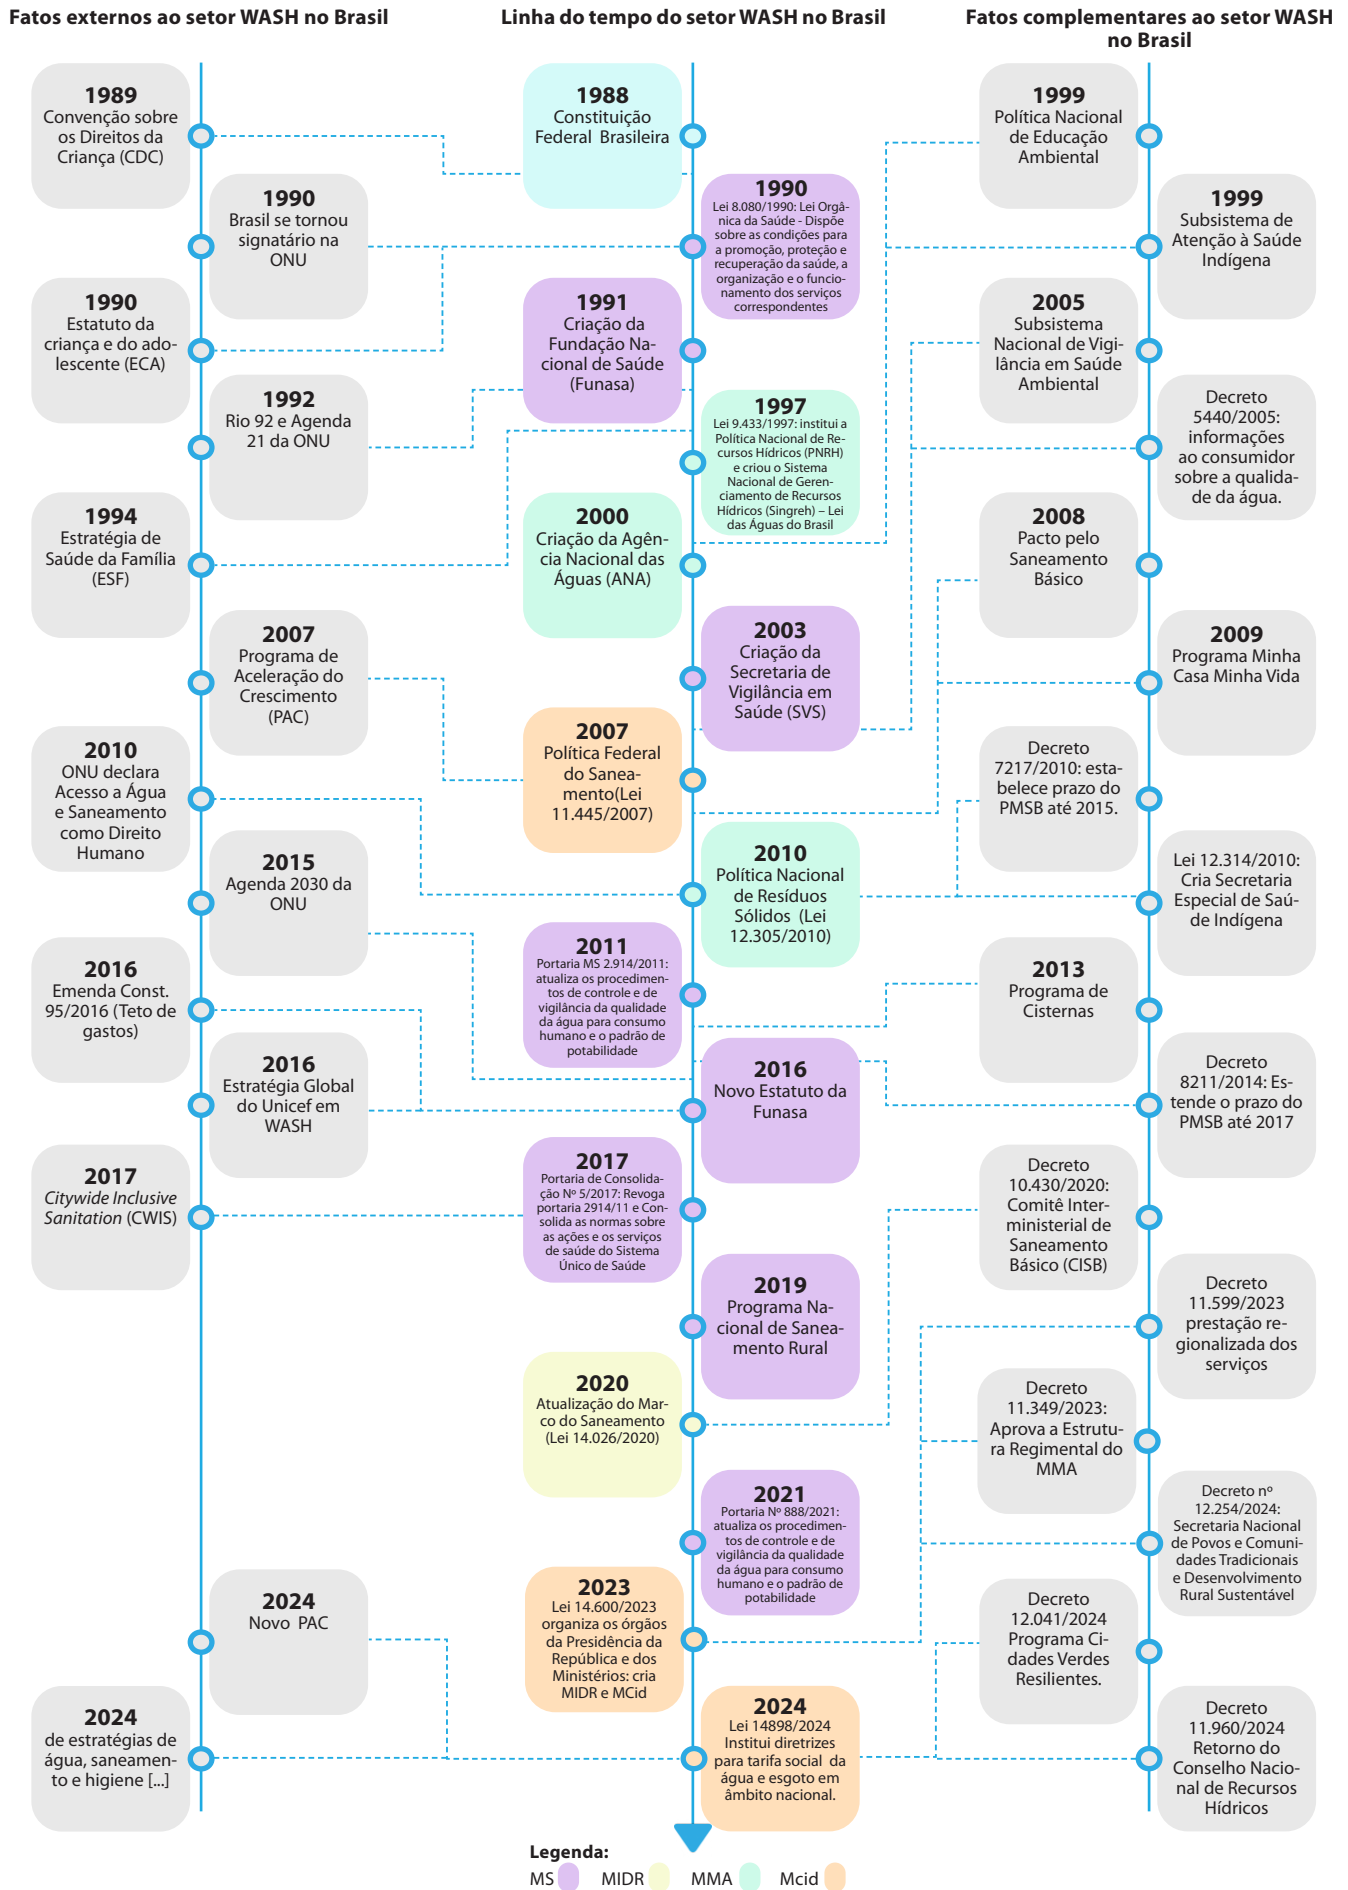 Fatos externos ao setor WASH no Brasil
1989
Convenção sobre
os Direitos da
Criança (CDC)
1990
Brasil se tornou
signatário na
ONU
1990
Estatuto da
criança e do ado-
lescente (ECA)
1992
Rio 92 e Agenda
21 da ONU
1994
Estratégia de
Saúde da Família
(ESF)
2007
Programa de
Aceleração do
Crescimento
(PAC)
2010
ONU declara
Acesso a Água
e Saneamento
como Direito
Humano
2015
Agenda 2030 da
ONU
2016
Emenda Const.
95/2016 (Teto de
gastos)
2016
Estratégia Global
do Unicef em
WASH
2017
Citywide Inclusive
Sanitation (CWIS)
2024
Novo PAC
2024
de estratégias de
água, saneamen-
to e higiene [...]
Linha do tempo do setor WASH no Brasil
1988
Constituição
Federal Brasileira
1990
Lei 8.080/1990: Lei Orgâ-
nica da Saúde - Dispõe
sobre as condições para
a promoção, proteção e
recuperação da saúde, a
organização e o funcio-
namento dos serviços
correspondentes
1991
Criação da
Fundação Na-
cional de Saúde
(Funasa)
1997
Lei 9.433/1997: institui a
Política Nacional de Re-
cursos Hídricos (PNRH)
e criou o Sistema
Nacional de Geren-
ciamento de Recursos
Hídricos (Singreh) – Lei
das Águas do Brasil
2000
Criação da Agên-
cia Nacional das
Águas (ANA)
2003
Criação da
Secretaria de
Vigilância em
Saúde (SVS)
2007
Política Federal
do Sanea-
mento(Lei
11.445/2007)
2010
Política Nacional
de Resíduos
Sólidos (Lei
12.305/2010)
2011
Portaria MS 2.914/2011:
atualiza os procedimen-
tos de controle e de
vigilância da qualidade
da água para consumo
humano e o padrão de
potabilidade
2016
Novo Estatuto da
Funasa
2017
Portaria de Consolida-
ção Nº 5/2017: Revoga
portaria 2914/11 e Con-
solida as normas sobre
as ações e os serviços
de saúde do Sistema
Único de Saúde
2019
Programa Na-
cional de Sanea-
mento Rural
2020
Atualização do Mar-
co do Saneamento
(Lei 14.026/2020)
2021
Portaria Nº 888/2021:
atualiza os procedimen-
tos de controle e de
vigilância da qualidade
da água para consumo
humano e o padrão de
potabilidade
2023
Lei 14.600/2023
organiza os órgãos
da Presidência da
República e dos
Ministérios: cria
MIDR e MCid
2024
Lei 14898/2024
Institui diretrizes
para tarifa social da
água e esgoto em
âmbito nacional.
Fatos complementares ao setor WASH
no Brasil
1999
Política Nacional
de Educação
Ambiental
1999
Subsistema de
Atenção à Saúde
Indígena
2005
Subsistema
Nacional de Vigi-
lância em Saúde
Ambiental
Decreto
5440/2005:
informações
ao consumidor
sobre a qualida-
de da água.
2008
Pacto pelo
Saneamento
Básico
2009
Programa Minha
Casa Minha Vida
Decreto
7217/2010: esta-
belece prazo do
PMSB até 2015.
Lei 12.314/2010:
Cria Secretaria
Especial de Saú-
de Indígena
2013
Programa de
Cisternas
Decreto
8211/2014: Es-
tende o prazo do
PMSB até 2017
Decreto
10.430/2020:
Comitê Inter-
ministerial de
Saneamento
Básico (CISB)
Decreto
11.599/2023
prestação re-
gionalizada dos
serviços
Decreto
11.349/2023:
Aprova a Estrutu-
ra Regimental do
MMA
Decreto nº
12.254/2024:
Secretaria Nacional
de Povos e Comuni-
dades Tradicionais
e Desenvolvimento
Rural Sustentável
Decreto
12.041/2024
Programa Ci-
dades Verdes
Resilientes.
Decreto
11.960/2024
Retorno do
Conselho Nacio-
nal de Recursos
Hídricos
Legenda:
MS MIDR MMA Mcid